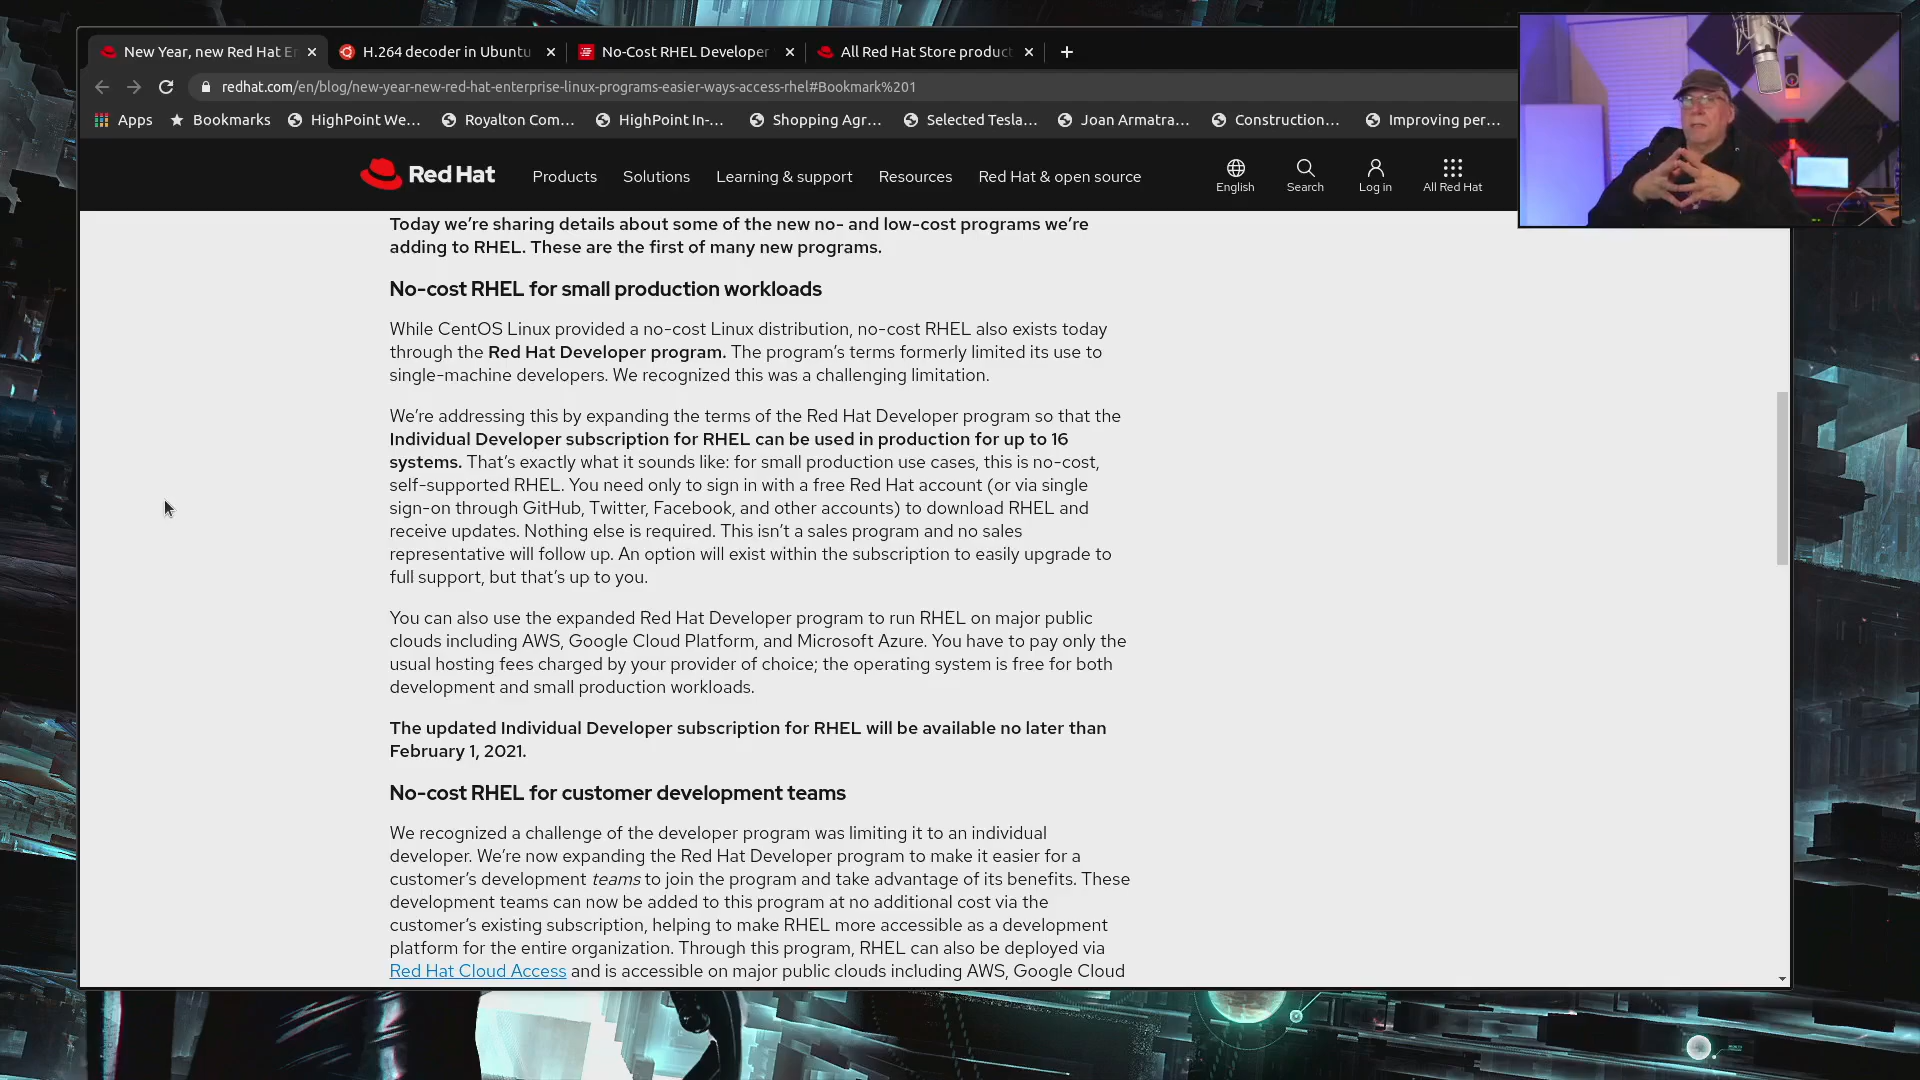 New Year, new Red Hat En
H.264 decoder in Ubuntu
No-Cost RHEL Developer
All Red Hat Store product
redhat.com/en/blog/new-year-new-red-hat-enterprise-linux-programs-easier-ways-access-rhel#Bookmark%201
Apps
Bookmarks
HighPoint We...
Royalton Com...
HighPoint In-...
Shopping Agr...
Selected Tesla...
Joan Armatra...
Construction...
Improving per...
Red Hat
Products
Solutions
Learning & support
Resources
Red Hat & open source
English
Search
Log in
All Red Hat
Today we're sharing details about some of the new no- and low-cost programs we're
adding to RHEL. These are the first of many new programs.
No-cost RHEL for small production workloads
While CentOS Linux provided a no-cost Linux distribution, no-cost RHEL also exists today
through the Red Hat Developer program. The program's terms formerly limited its use to
single-machine developers. We recognized this was a challenging limitation.
We're addressing this by expanding the terms of the Red Hat Developer program so that the
Individual Developer subscription for RHEL can be used in production for up to 16
systems. That's exactly what it sounds like: for small production use cases, this is no-cost,
self-supported RHEL. You need only to sign in with a free Red Hat account (or via single
sign-on through GitHub, Twitter, Facebook, and other accounts) to download RHEL and
receive updates. Nothing else is required. This isn't a sales program and no sales
representative will follow up. An option will exist within the subscription to easily upgrade to
full support, but that's up to you.
You can also use the expanded Red Hat Developer program to run RHEL on major public
clouds including AWS, Google Cloud Platform, and Microsoft Azure. You have to pay only the
usual hosting fees charged by your provider of choice; the operating system is free for both
development and small production workloads.
The updated Individual Developer subscription for RHEL will be available no later than
February 1, 2021.
No-cost RHEL for customer development teams
We recognized a challenge of the developer program was limiting it to an individual
developer. We're now expanding the Red Hat Developer program to make it easier for a
customer's development teams to join the program and take advantage of its benefits. These
development teams can now be added to this program at no additional cost via the
customer's existing subscription, helping to make RHEL more accessible as a development
platform for the entire organization. Through this program, RHEL can also be deployed via
Red Hat Cloud Access and is accessible on major public clouds including AWS, Google Cloud